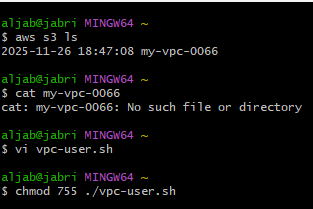 aljab@jabri MINGW64 ~
$ aws s3 ls
2025-11-26 18:47:08 my-vpc-0066
aljab@jabri MINGW64 ~
$ cat my-vpc-0066
cat: my-vpc-0066: No such file or directory
aljab@jabri MINGW64 ~
$ vi vpc-user.sh
aljab@jabri MINGW64 ~
$ chmod 755 ./vpc-user.sh